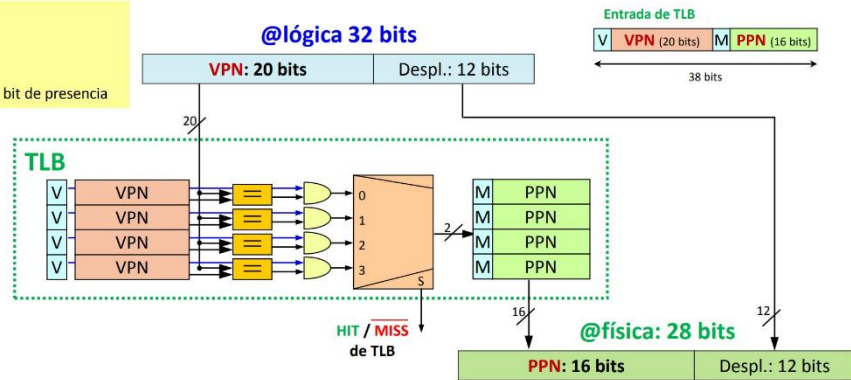 Entrada de TLB
V VPN (20 bits) M PPN (16 bits)
38 bits
@lógica 32 bits
VPN: 20 bits Despl.: 12 bits
bit de presencia
20
TLB
V VPN
V VPN
V VPN
V VPN
=
=
=
=
0
1
2
3
S
2
M PPN
M PPN
M PPN
M PPN
HIT / MISS
de TLB
16
12
@física: 28 bits
PPN: 16 bits Despl.: 12 bits